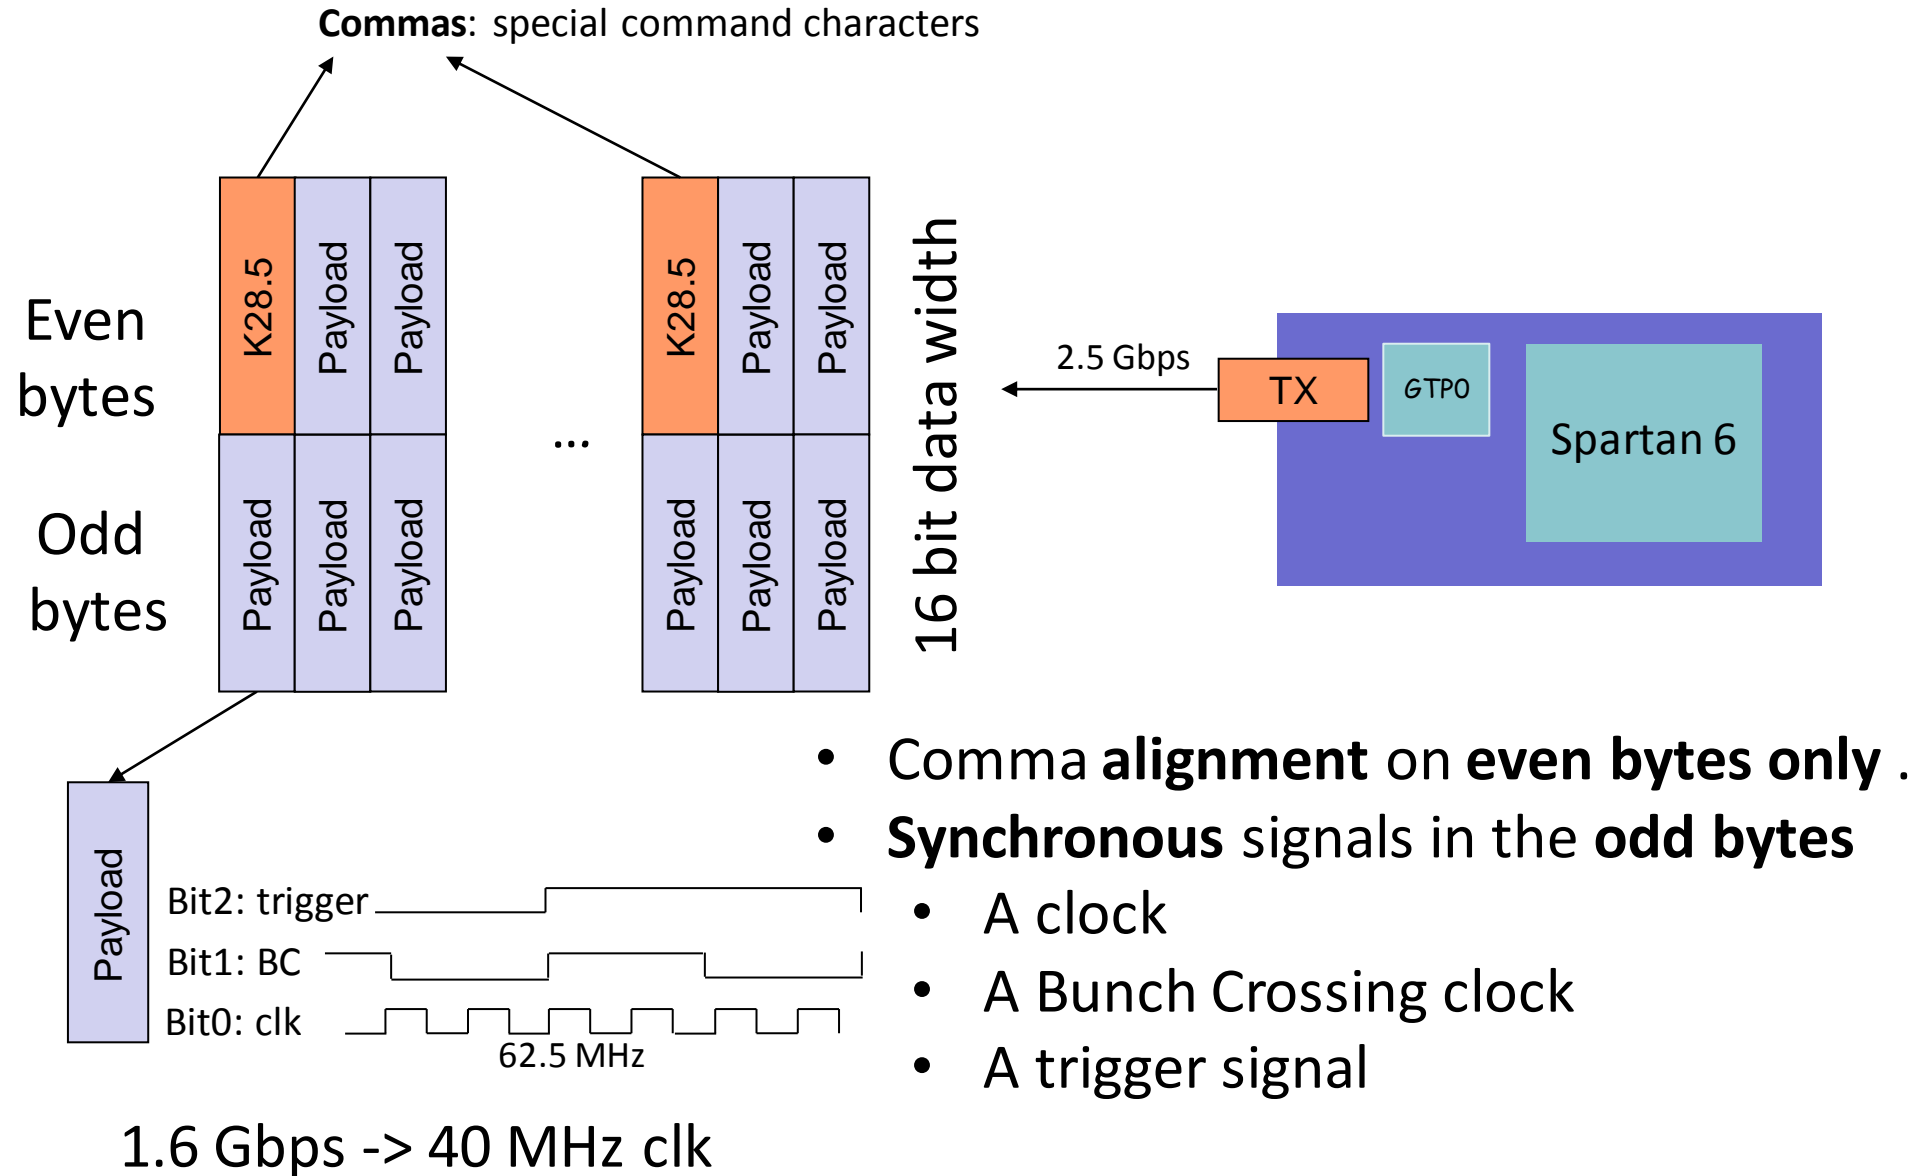 Commas: special command characters
Even
bytes
K28.5
Payload
Payload
...
K28.5
Payload
Payload
Odd
bytes
Payload
Payload
Payload
Payload
Payload
Payload
16 bit data width
2.5 Gbps
TX
GTP0
Spartan 6
• Comma alignment on even bytes only .
• Synchronous signals in the odd bytes
• A clock
• A Bunch Crossing clock
• A trigger signal
Payload
Bit2: trigger
Bit1: BC
Bit0: clk
62.5 MHz
1.6 Gbps -> 40 MHz clk